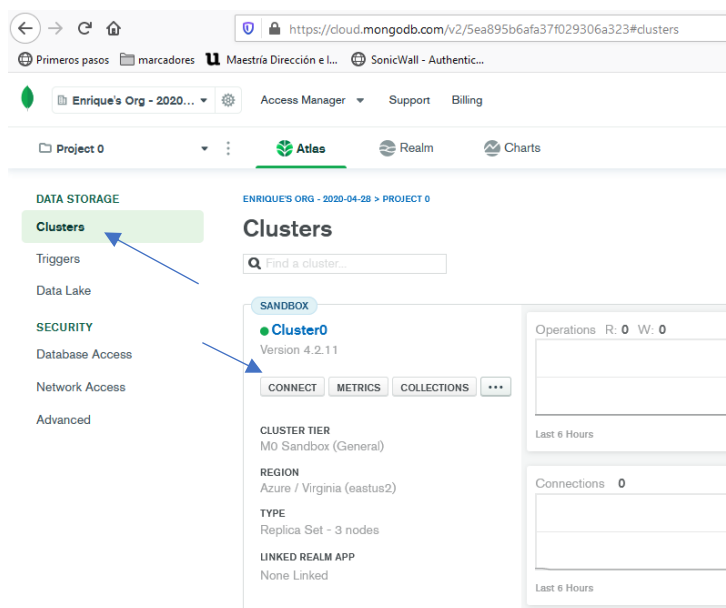 https://cloud.mongodb.com/v2/5ea895b6afa37f029306a323#clusters
Primeros pasos marcadores Maestría Dirección e I... SonicWall - Authentic...
Enrique's Org - 2020... Access Manager Support Billing
Project 0 Atlas Realm Charts
DATA STORAGE
Clusters
Triggers
Data Lake
SECURITY
Database Access
Network Access
Advanced
ENRIQUE'S ORG - 2020-04-28 > PROJECT 0
Clusters
Find a cluster...
SANDBOX
Cluster0
Version 4.2.11
CONNECT METRICS COLLECTIONS ...
CLUSTER TIER
M0 Sandbox (General)
REGION
Azure / Virginia (eastus2)
TYPE
Replica Set - 3 nodes
LINKED REALM APP
None Linked
Operations R: 0 W: 0
Last 6 Hours
Connections 0
Last 6 Hours